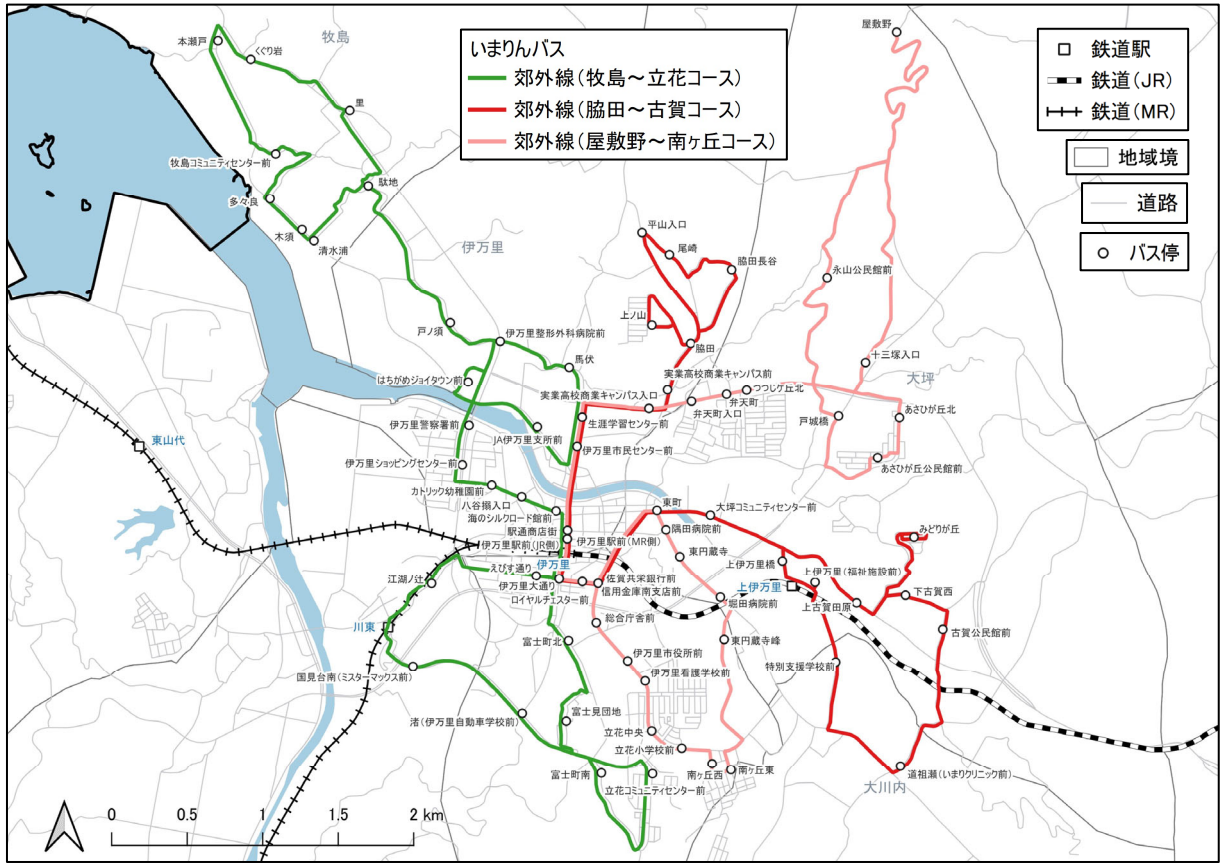 いまりんバス
郊外線(牧島~立花コース)
郊外線(脇田~古賀コース)
郊外線(屋敷野~南ヶ丘コース)
鉄道駅
鉄道(JR)
鉄道(MR)
地域境
道路
バス停
屋敷野
本瀬戸
牧島
くぐり岩
里
牧島コミュニティセンター前
駄地
多々良
木須
清水浦
伊万里
平山入口
尾崎
脇田長谷
永山公民館前
上ノ山
戸ノ須
伊万里整形外科病院前
脇田
馬伏
十三塚入口
大坪
はちがめジョイタウン前
実業高校商業キャンパス前
実業高校商業キャンパス入口
つつじケ丘北
弁天町
弁天町入口
戸城橋
あさひが丘北
生涯学習センター前
伊万里警察署前
JA伊万里支所前
伊万里市民センター前
東山代
伊万里ショッピングセンター前
あさひが丘公民館前
カトリック幼稚園前
八谷搦入口
海のシルクロード館前
東町
大坪コミュニティセンター前
駅通商店街
隅田病院前
みどりが丘
伊万里駅前(JR側)
伊万里駅前(MR側)
東円蔵寺
伊万里
上伊万里橋
えびす通り
江湖ノ辻
伊万里大通り
佐賀共栄銀行前
上伊万里(福祉施設前)
上伊万里
下古賀西
信用金庫南支店前
ロイヤルチェスター前
堀田病院前
上古賀田原
総合庁舎前
川東
富士町北
東円蔵寺峰
古賀公民館前
伊万里市役所前
特別支援学校前
国見台南(ミスターマックス前)
伊万里看護学校前
渚(伊万里自動車学校前)
富士見団地
立花中央
立花小学校前
富士町南
南ヶ丘西
南ヶ丘東
道祖瀬(いまりクリニック前)
立花コミュニティセンター前
大川内
0
0.5
1
1.5
2 km